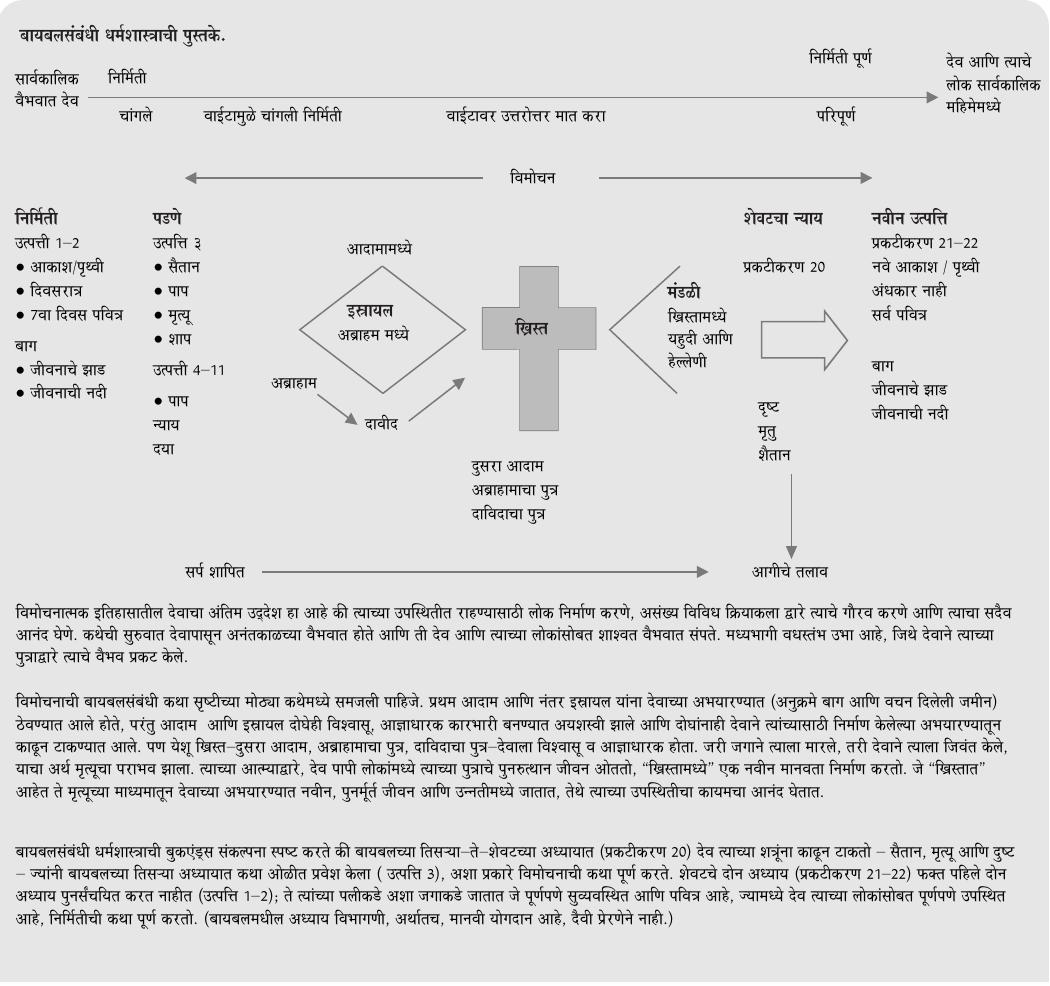 बायबलसंबंधी धर्मशास्त्राची पुस्तके.
सार्वकालिक
वैभवात देव
निर्मिती
निर्मिती पूर्ण
देव आणि त्याचे
लोक सार्वकालिक
महिमेमध्ये
चांगले
वाईटामुळे चांगली निर्मिती
वाईटावर उत्तरोत्तर मात करा
परिपूर्ण
विमोचन
निर्मिती
उत्पत्ती 1–2
● आकाश/पृथ्वी
● दिवसरात्र
● 7वा दिवस पवित्र
बाग
● जीवनाचे झाड
● जीवनाची नदी
पडणे
उत्पत्ति ३
● सैतान
● पाप
● मृत्यू
● शाप
उत्पत्ती 4–11
● पाप
न्याय
दया
आदामामध्ये
इस्रायल
अब्राहम मध्ये
अब्राहाम
दावीद
ख्रिस्त
दुसरा आदाम
अब्राहामाचा पुत्र
दाविदाचा पुत्र
मंडळी
ख्रिस्तामध्ये
यहुदी आणि
हेल्लेणी
शेवटचा न्याय
प्रकटीकरण 20
दृष्ट
मृतु
शैतान
नवीन उत्पत्ति
प्रकटीकरण 21–22
नवे आकाश / पृथ्वी
अंधकार नाही
सर्व पवित्र
बाग
जीवनाचे झाड
जीवनाची नदी
सर्प शापित
आगीचे तलाव
विमोचनात्मक इतिहासातील देवाचा अंतिम उद्देश हा आहे की त्याच्या उपस्थितीत राहण्यासाठी लोक निर्माण करणे, असंख्य विविध क्रियाकला द्वारे त्याचे गौरव करणे आणि त्याचा सदैव
आनंद घेणे. कथेची सुरुवात देवापासून अनंतकाळच्या वैभवात होते आणि ती देव आणि त्याच्या लोकांसोबत शाश्वत वैभवात संपते. मध्यभागी वधस्तंभ उभा आहे, जिथे देवाने त्याच्या
पुत्राद्वारे त्याचे वैभव प्रकट केले.
विमोचनाची बायबलसंबंधी कथा सृष्टीच्या मोठ्या कथेमध्ये समजली पाहिजे. प्रथम आदाम आणि नंतर इस्रायल यांना देवाच्या अभयारण्यात (अनुक्रमे बाग आणि वचन दिलेली जमीन)
ठेवण्यात आले होते, परंतु आदाम आणि इस्रायल दोघेही विश्वासू, आज्ञाधारक कारभारी बनण्यात अयशस्वी झाले आणि दोघांनाही देवाने त्यांच्यासाठी निर्माण केलेल्या अभयारण्यातून
काढून टाकण्यात आले. पण येशू ख्रिस्त–दुसरा आदाम, अब्राहामाचा पुत्र, दाविदाचा पुत्र–देवाला विश्वासू व आज्ञाधारक होता. जरी जगाने त्याला मारले, तरी देवाने त्याला जिवंत केले,
याचा अर्थ मृत्यूचा पराभव झाला. त्याच्या आत्म्याद्वारे, देव पापी लोकांमध्ये त्याच्या पुत्राचे पुनरुत्थान जीवन ओततो, “ख्रिस्तामध्ये” एक नवीन मानवता निर्माण करतो. जे “ख्रिस्तात”
आहेत ते मृत्यूच्या माध्यमातून देवाच्या अभयारण्यात नवीन, पुनर्मूर्त जीवन आणि उन्नतीमध्ये जातात, तेथे त्याच्या उपस्थितीचा कायमचा आनंद घेतात.
बायबलसंबंधी धर्मशास्त्राची बुकएंड्स संकल्पना स्पष्ट करते की बायबलच्या तिसऱ्या–ते–शेवटच्या अध्यायात (प्रकटीकरण 20) देव त्याच्या शत्रूंना काढून टाकतो – सैतान, मृत्यू आणि दुष्ट
– ज्यांनी बायबलच्या तिसऱ्या अध्यायात कथा ओळीत प्रवेश केला ( उत्पत्ति 3), अशा प्रकारे विमोचनाची कथा पूर्ण करते. शेवटचे दोन अध्याय (प्रकटीकरण 21–22) फक्त पहिले दोन
अध्याय पुनर्संचयित करत नाहीत (उत्पत्ति 1–2); ते त्यांच्या पलीकडे अशा जगाकडे जातात जे पूर्णपणे सुव्यवस्थित आणि पवित्र आहे, ज्यामध्ये देव त्याच्या लोकांसोबत पूर्णपणे उपस्थित
आहे, निर्मितीची कथा पूर्ण करतो. (बायबलमधील अध्याय विभागणी, अर्थातच, मानवी योगदान आहे, दैवी प्रेरणेने नाही.)